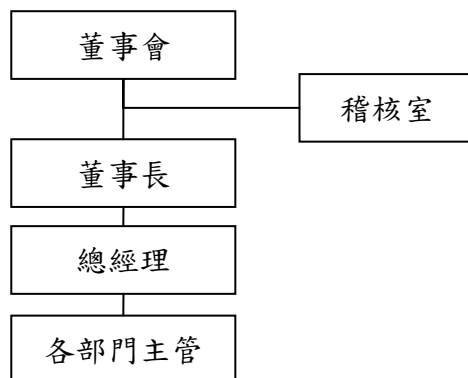 董事會
稽核室
董事長
總經理
各部門主管